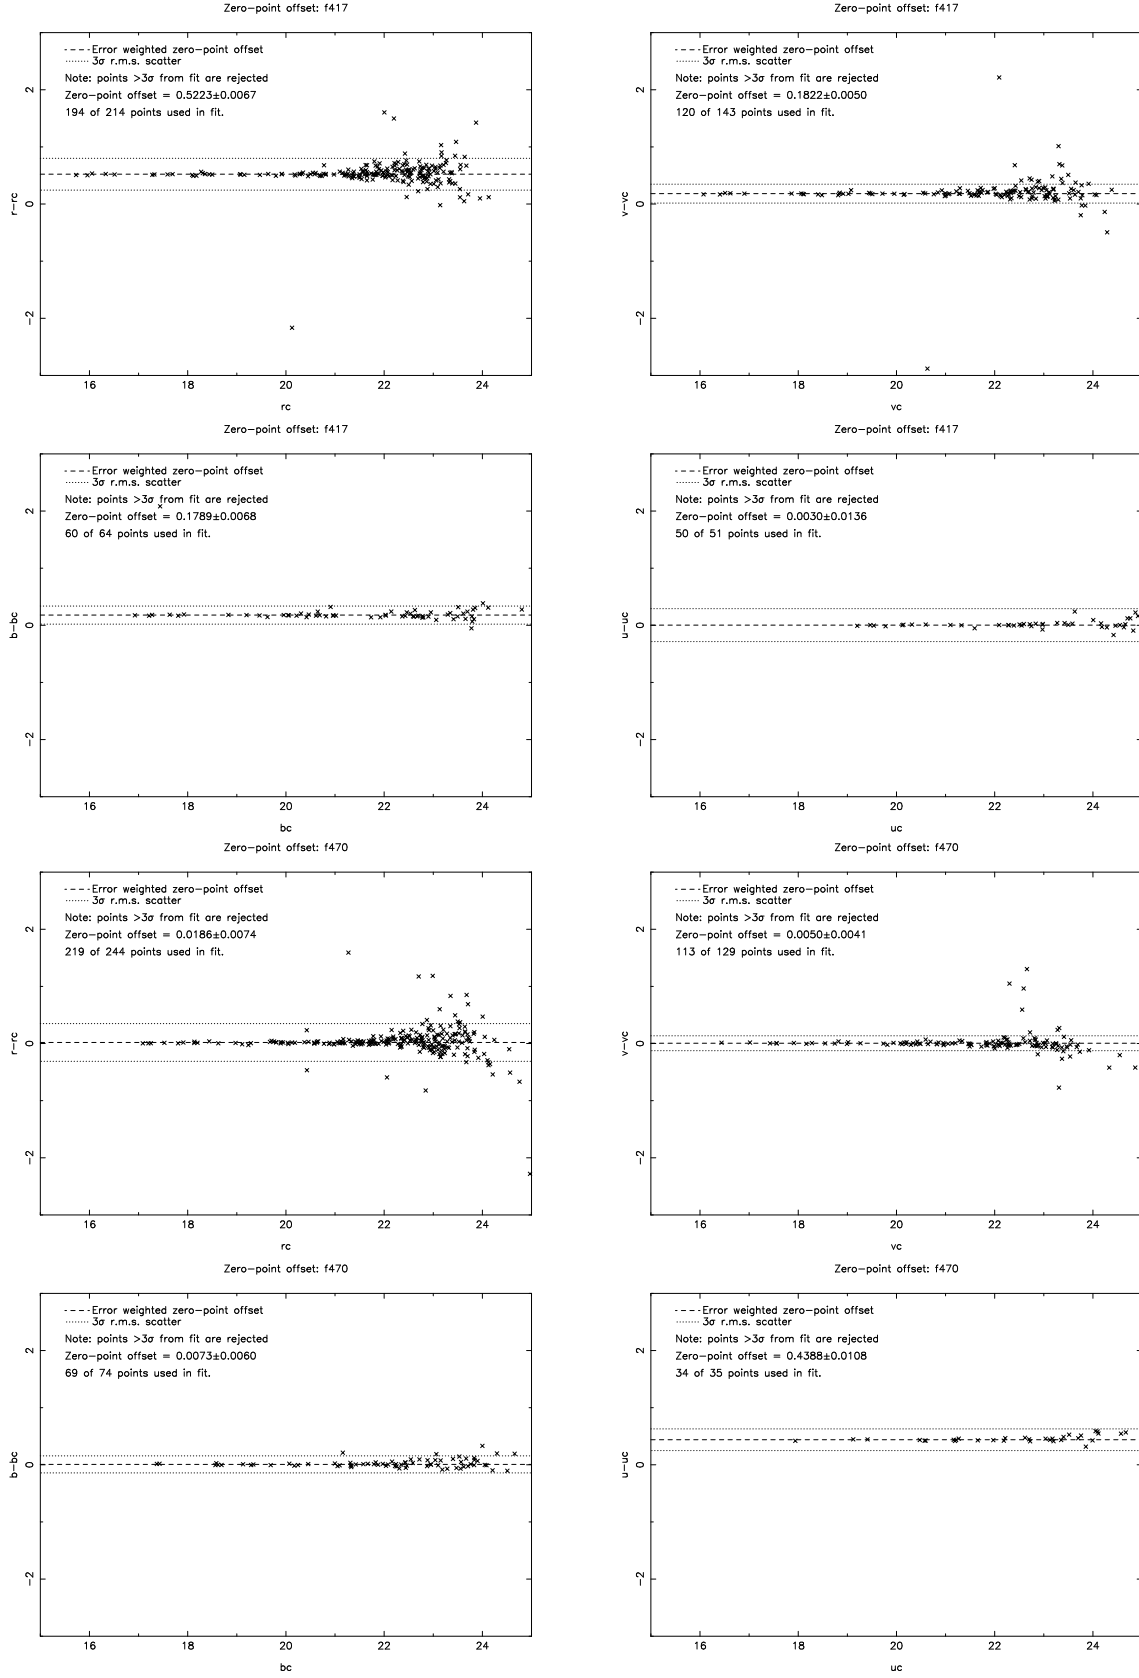 Zero-point offset: f417
Error weighted zero-point offset
3σ r.m.s. scatter
Note: points >3σ from fit are rejected
Zero-point offset = 0.5223±0.0067
194 of 214 points used in fit.
r-rc
2
0
-2
16 18 20 22 24
rc
Zero-point offset: f417
Error weighted zero-point offset
3σ r.m.s. scatter
Note: points >3σ from fit are rejected
Zero-point offset = 0.1822±0.0050
120 of 143 points used in fit.
v-vc
2
0
-2
16 18 20 22 24
vc
Zero-point offset: f417
Error weighted zero-point offset
3σ r.m.s. scatter
Note: points >3σ from fit are rejected
Zero-point offset = 0.1789±0.0068
60 of 64 points used in fit.
b-bc
2
0
-2
16 18 20 22 24
bc
Zero-point offset: f417
Error weighted zero-point offset
3σ r.m.s. scatter
Note: points >3σ from fit are rejected
Zero-point offset = 0.0030±0.0136
50 of 51 points used in fit.
u-uc
2
0
-2
16 18 20 22 24
uc
Zero-point offset: f470
Error weighted zero-point offset
3σ r.m.s. scatter
Note: points >3σ from fit are rejected
Zero-point offset = 0.0186±0.0074
219 of 244 points used in fit.
r-rc
2
0
-2
16 18 20 22 24
rc
Zero-point offset: f470
Error weighted zero-point offset
3σ r.m.s. scatter
Note: points >3σ from fit are rejected
Zero-point offset = 0.0050±0.0041
113 of 129 points used in fit.
v-vc
2
0
-2
16 18 20 22 24
vc
Zero-point offset: f470
Error weighted zero-point offset
3σ r.m.s. scatter
Note: points >3σ from fit are rejected
Zero-point offset = 0.0073±0.0060
69 of 74 points used in fit.
b-bc
2
0
-2
16 18 20 22 24
bc
Zero-point offset: f470
Error weighted zero-point offset
3σ r.m.s. scatter
Note: points >3σ from fit are rejected
Zero-point offset = 0.4388±0.0108
34 of 35 points used in fit.
u-uc
2
0
-2
16 18 20 22 24
uc